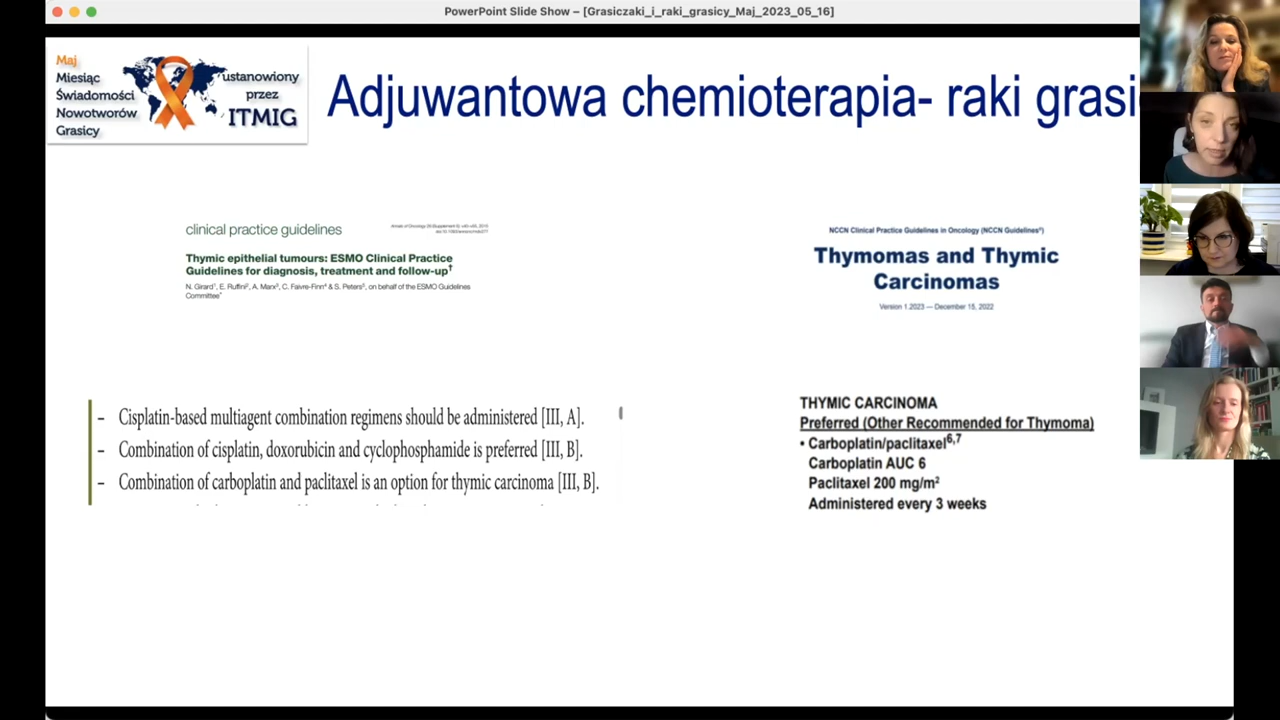 PowerPoint Slide Show – [Grasiczaki_i_raki_grasicy_Maj_2023_05_16]
Maj
Miesiąc
Świadomości
Nowotworów
Grasicy
ustanowiony
przez
ITMIG
Adjuwantowa chemioterapia- raki grasi
clinical practice guidelines
Thymic epithelial tumours: ESMO Clinical Practice
Guidelines for diagnosis, treatment and follow-up†
N. Girard¹, E. Ruffini², A. Marx³, C. Faivre-Finn⁴ & S. Peters⁵, on behalf of the ESMO Guidelines
Committee*
– Cisplatin-based multiagent combination regimens should be administered [III, A].
– Combination of cisplatin, doxorubicin and cyclophosphamide is preferred [III, B].
– Combination of carboplatin and paclitaxel is an option for thymic carcinoma [III, B].
NCCN Clinical Practice Guidelines in Oncology (NCCN Guidelines®)
Thymomas and Thymic
Carcinomas
Version 1.2023 — December 15, 2022
THYMIC CARCINOMA
Preferred (Other Recommended for Thymoma)
• Carboplatin/paclitaxel⁶,⁷
Carboplatin AUC 6
Paclitaxel 200 mg/m²
Administered every 3 weeks